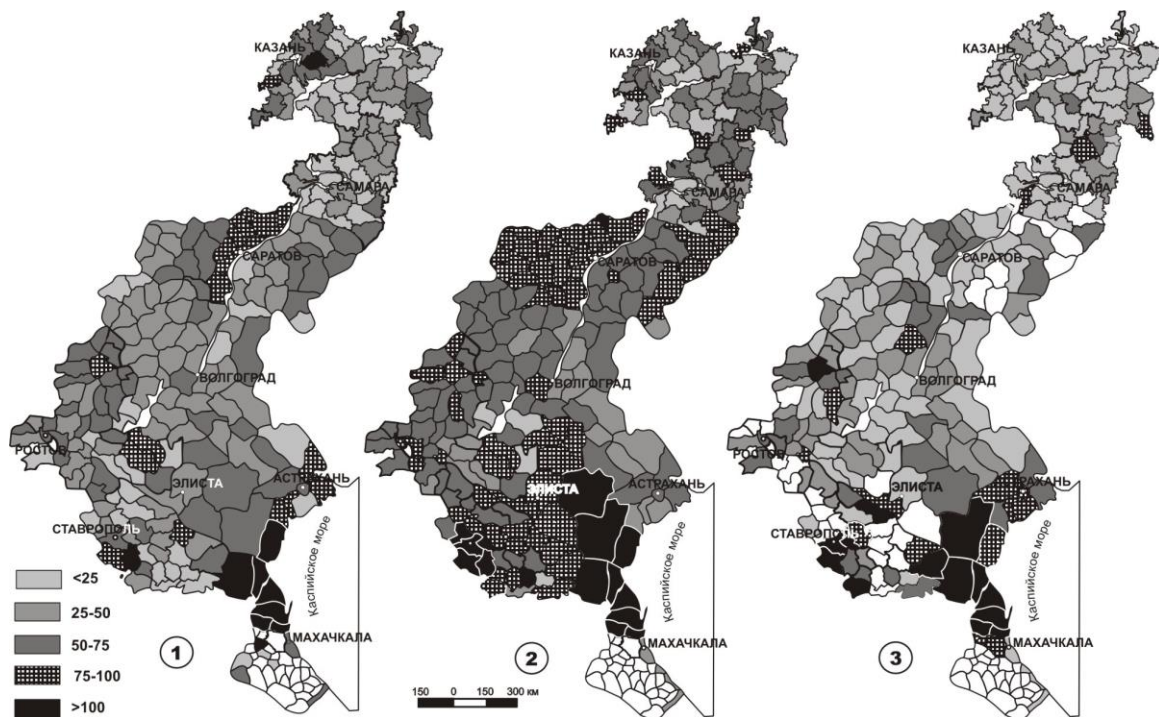 КАЗАНЬ
САМАРА
САРАТОВ
ВОЛГОГРАД
РОСТОВ
ЭЛИСТА
АСТРАХАНЬ
СТАВРОПОЛЬ
Каспийское море
МАХАЧКАЛА
1
<25
25-50
50-75
75-100
>100
КАЗАНЬ
САМАРА
САРАТОВ
ВОЛГОГРАД
ЭЛИСТА
АСТРАХАНЬ
Каспийское море
МАХАЧКАЛА
2
150 0 150 300 км
КАЗАНЬ
САМАРА
САРАТОВ
ВОЛГОГРАД
РОСТОВ
ЭЛИСТА
РАХАНЬ
СТАВРОПОЛЬ
Каспийское море
МАХАЧКАЛА
3